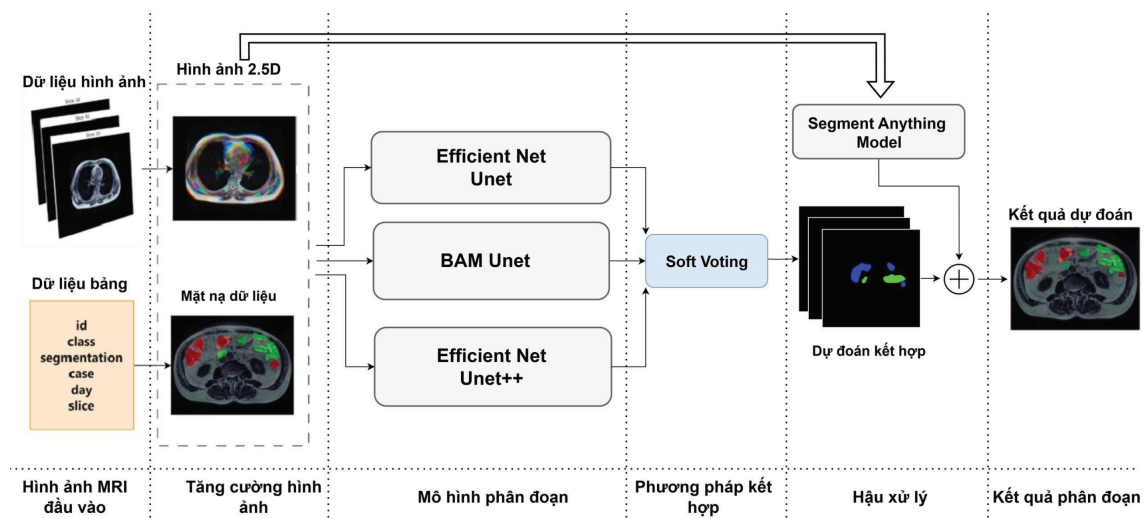 Dữ liệu hình ảnh
Hình ảnh 2.5D
Segment Anything
Model
Efficient Net
Unet
BAM Unet
Efficient Net
Unet++
Soft Voting
Dự đoán kết hợp
Kết quả dự đoán
Dữ liệu bảng
id
class
segmentation
case
day
slice
Mặt nạ dữ liệu
Hình ảnh MRI
đầu vào
Tăng cường hình
ảnh
Mô hình phân đoạn
Phương pháp kết
hợp
Hậu xử lý
Kết quả phân đoạn